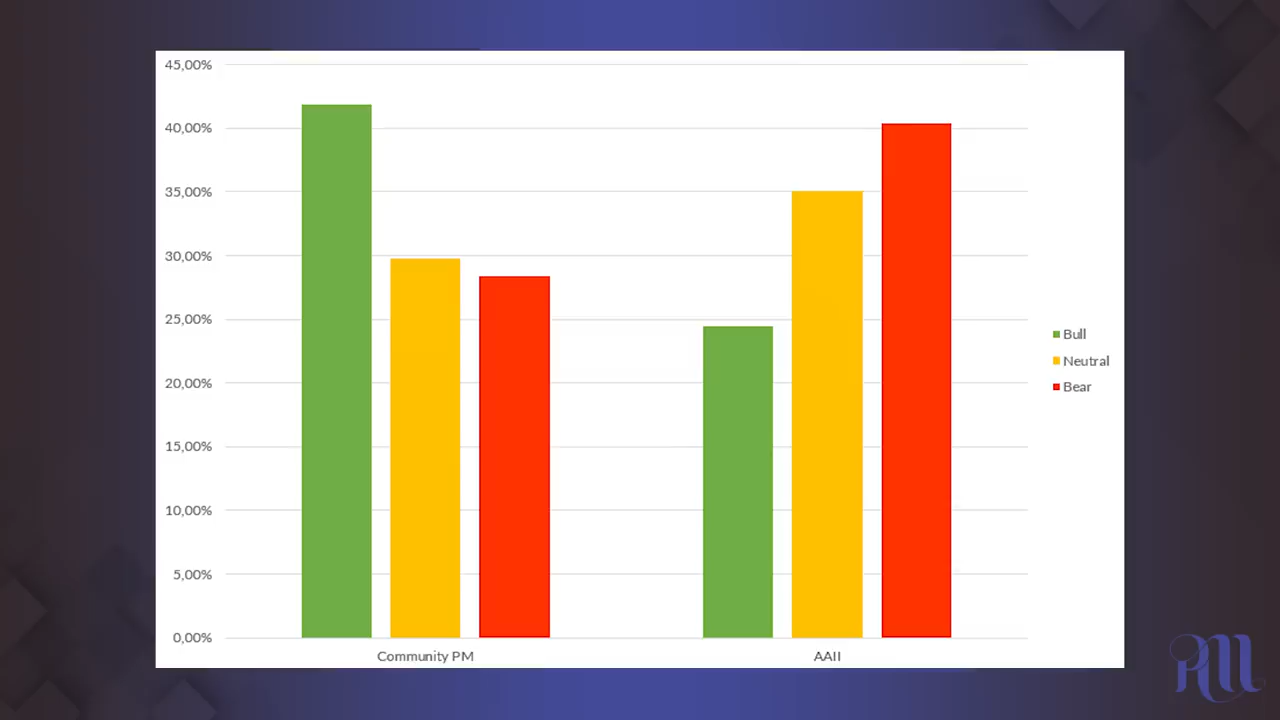 45,00%
40,00%
35,00%
30,00%
25,00%
20,00%
15,00%
10,00%
5,00%
0,00%
Community PM
AAII
Bull
Neutral
Bear